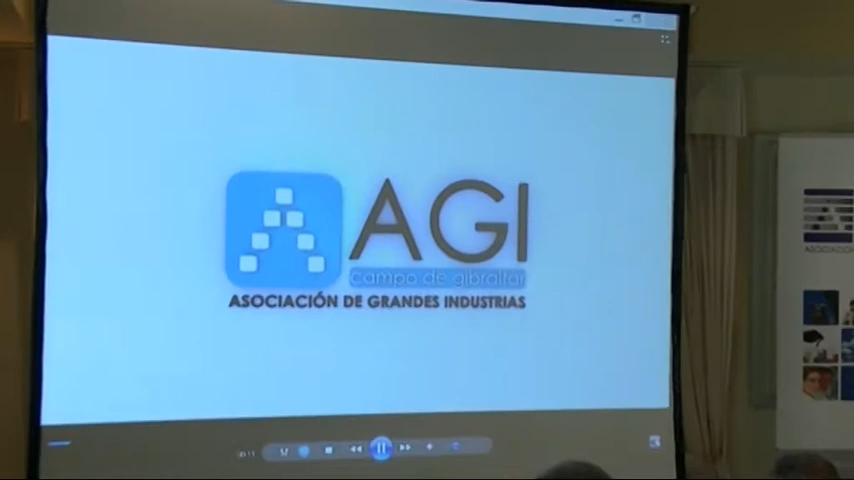 AGI
campo de gibraltar
ASOCIACIÓN DE GRANDES INDUSTRIAS